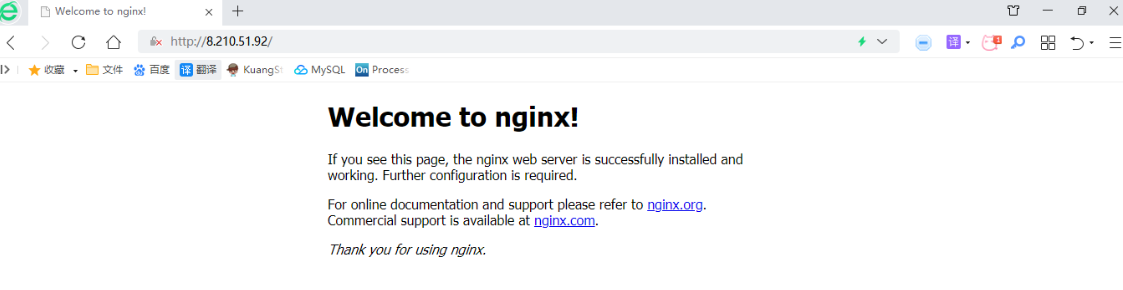 Welcome to nginx!
http://8.210.51.92/
译
1
收藏 文件 百度 译 翻译 KuangSt MySQL On Process
Welcome to nginx!
If you see this page, the nginx web server is successfully installed and
working. Further configuration is required.
For online documentation and support please refer to nginx.org.
Commercial support is available at nginx.com.
Thank you for using nginx.